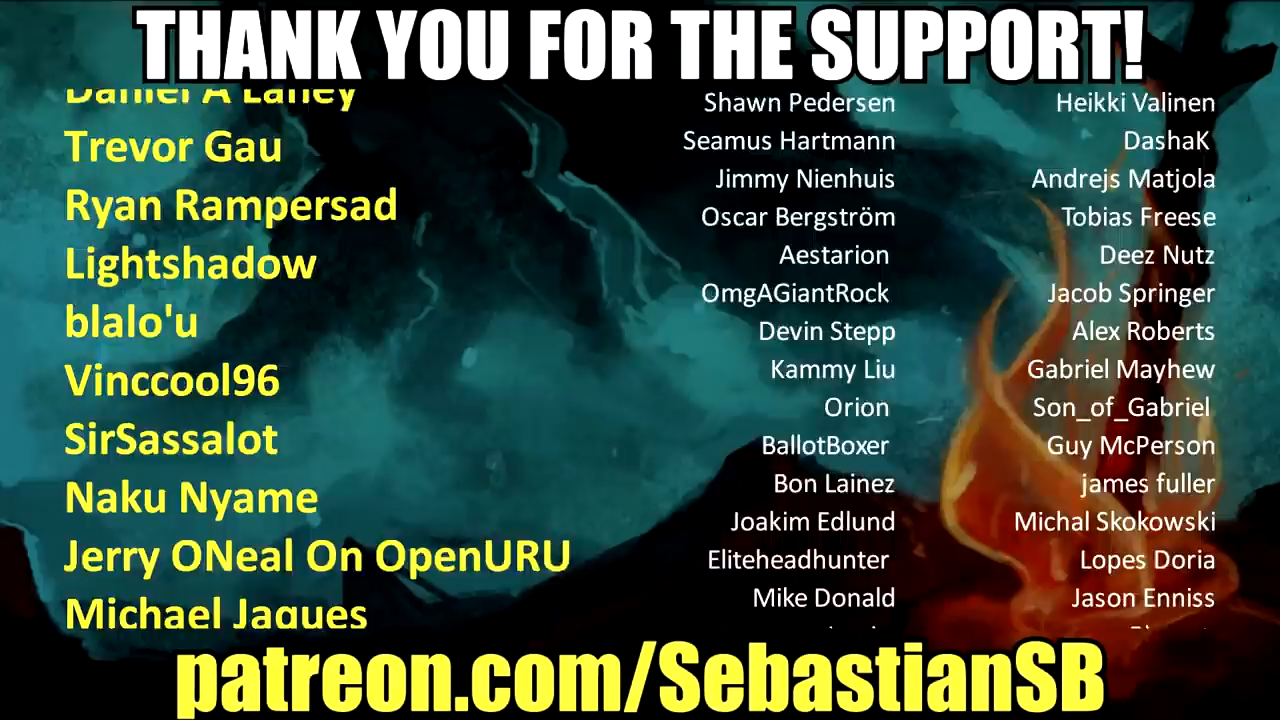 THANK YOU FOR THE SUPPORT!
Daniel A Laney
Trevor Gau
Ryan Rampersad
Lightshadow
blalo'u
Vinccool96
SirSassalot
Naku Nyame
Jerry ONeal On OpenURU
Michael Jaques
Shawn Pedersen
Seamus Hartmann
Jimmy Nienhuis
Oscar Bergström
Aestarion
OmgAGiantRock
Devin Stepp
Kammy Liu
Orion
BallotBoxer
Bon Lainez
Joakim Edlund
Eliteheadhunter
Mike Donald
Heikki Valinen
DashaK
Andrejs Matjola
Tobias Freese
Deez Nutz
Jacob Springer
Alex Roberts
Gabriel Mayhew
Son_of_Gabriel
Guy McPerson
james fuller
Michal Skokowski
Lopes Doria
Jason Enniss
patreon.com/SebastianSB